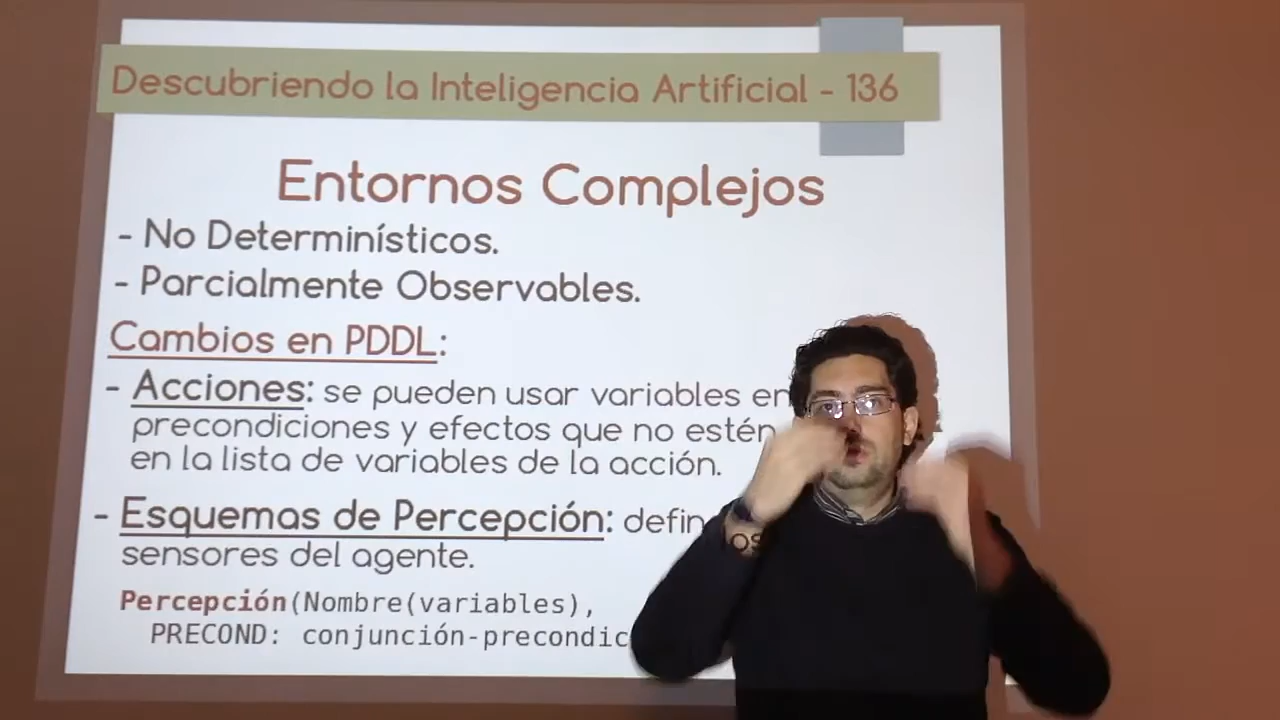 Descubriendo la Inteligencia Artificial - 136
Entornos Complejos
- No Determinísticos.
- Parcialmente Observables.
Cambios en PDDL:
- Acciones: se pueden usar variables en
precondiciones y efectos que no estén
en la lista de variables de la acción.
- Esquemas de Percepción: defin los
sensores del agente.
Percepción(Nombre(variables),
PRECOND: conjunción-precondic